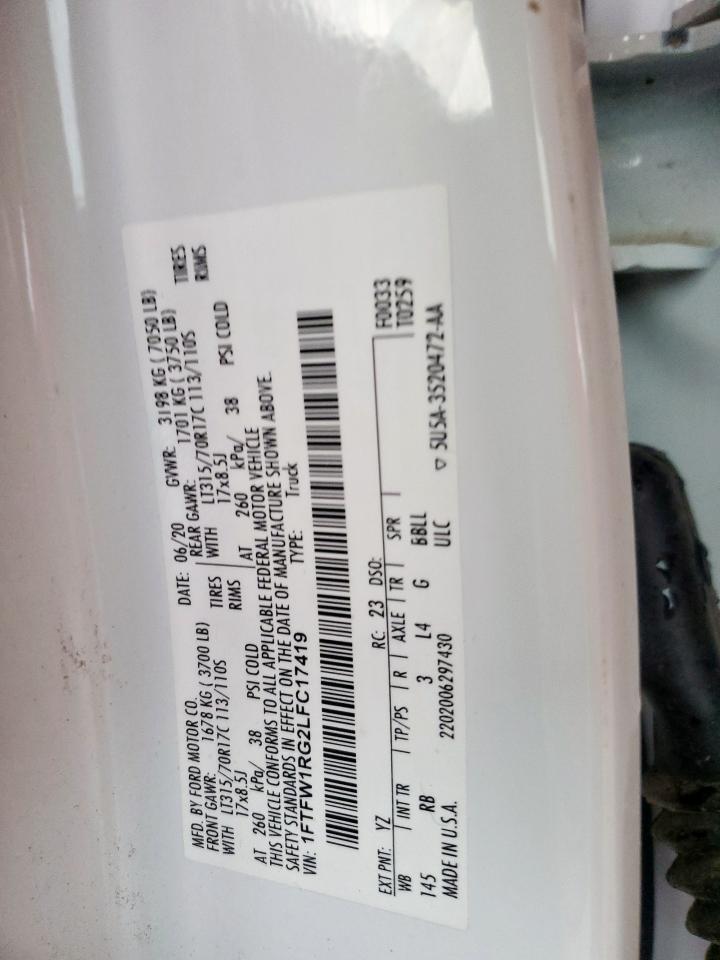 MFD. BY FORD MOTOR CO.
DATE: 06/20 GVWR: 3198 KG ( 7050 LB)
FRONT GAWR: 1678 KG ( 3700 LB) REAR GAWR: 1701 KG ( 3750 LB)
WITH LT315/70R17C 113/110S TIRES WITH LT315/70R17C 113/110S TIRES
17x8.5J RIMS 17x8.5J RIMS
AT 260 kPa/ 38 PSI COLD AT 260 kPa/ 38 PSI COLD
THIS VEHICLE CONFORMS TO ALL APPLICABLE FEDERAL MOTOR VEHICLE
SAFETY STANDARDS IN EFFECT ON THE DATE OF MANUFACTURE SHOWN ABOVE.
VIN: 1FTFW1RG2LFC17419 TYPE: Truck
EXT PNT: YZ RC: 23 DSO: F0033
WB INT TR TP/PS R AXLE TR SPR T0259
145 RB 3 L4 G BBLL
MADE IN U.S.A. 2202006297430 ULC ▽ 5U5A-3520472-AA